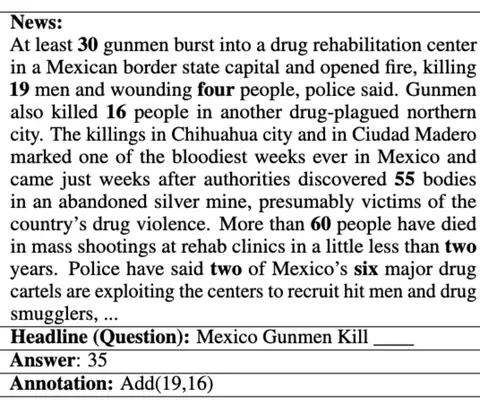 News:
At least 30 gunmen burst into a drug rehabilitation center
in a Mexican border state capital and opened fire, killing
19 men and wounding four people, police said. Gunmen
also killed 16 people in another drug-plagued northern
city. The killings in Chihuahua city and in Ciudad Madero
marked one of the bloodiest weeks ever in Mexico and
came just weeks after authorities discovered 55 bodies
in an abandoned silver mine, presumably victims of the
country's drug violence. More than 60 people have died
in mass shootings at rehab clinics in a little less than two
years. Police have said two of Mexico's six major drug
cartels are exploiting the centers to recruit hit men and drug
smugglers, ...
Headline (Question): Mexico Gunmen Kill ____
Answer: 35
Annotation: Add(19,16)